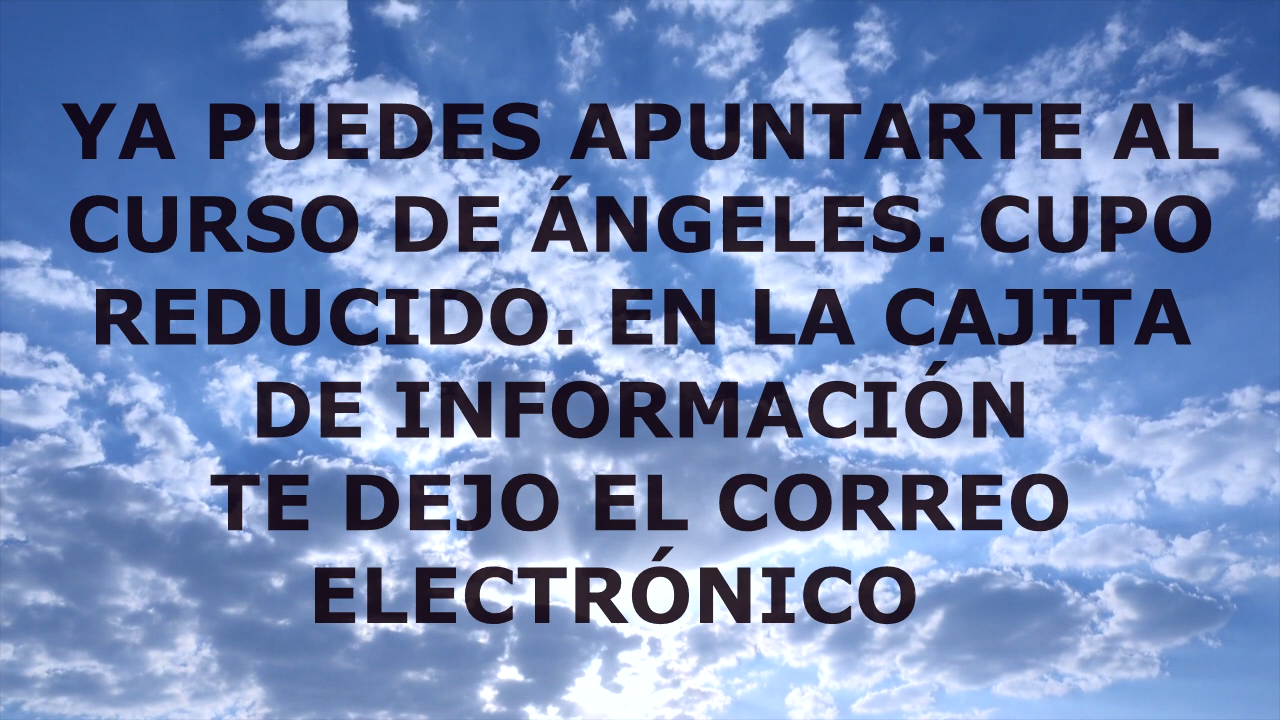 YA PUEDES APUNTARTE AL
CURSO DE ÁNGELES. CUPO
REDUCIDO. EN LA CAJITA
DE INFORMACIÓN
TE DEJO EL CORREO
ELECTRÓNICO